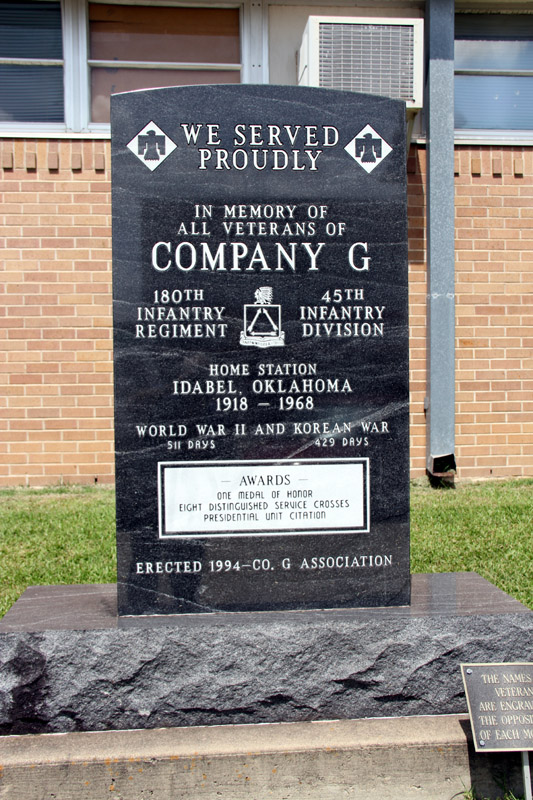 WE SERVED
PROUDLY
IN MEMORY OF
ALL VETERANS OF
COMPANY G
180TH
INFANTRY
REGIMENT
45TH
INFANTRY
DIVISION
HOME STATION
IDABEL, OKLAHOMA
1918 – 1968
WORLD WAR II AND KOREAN WAR
511 DAYS 429 DAYS
– AWARDS –
ONE MEDAL OF HONOR
EIGHT DISTINGUISHED SERVICE CROSSES
PRESIDENTIAL UNIT CITATION
ERECTED 1994–CO. G ASSOCIATION
THE NAMES
VETERAN
ARE ENGRAV
THE OPPOSI
OF EACH MO